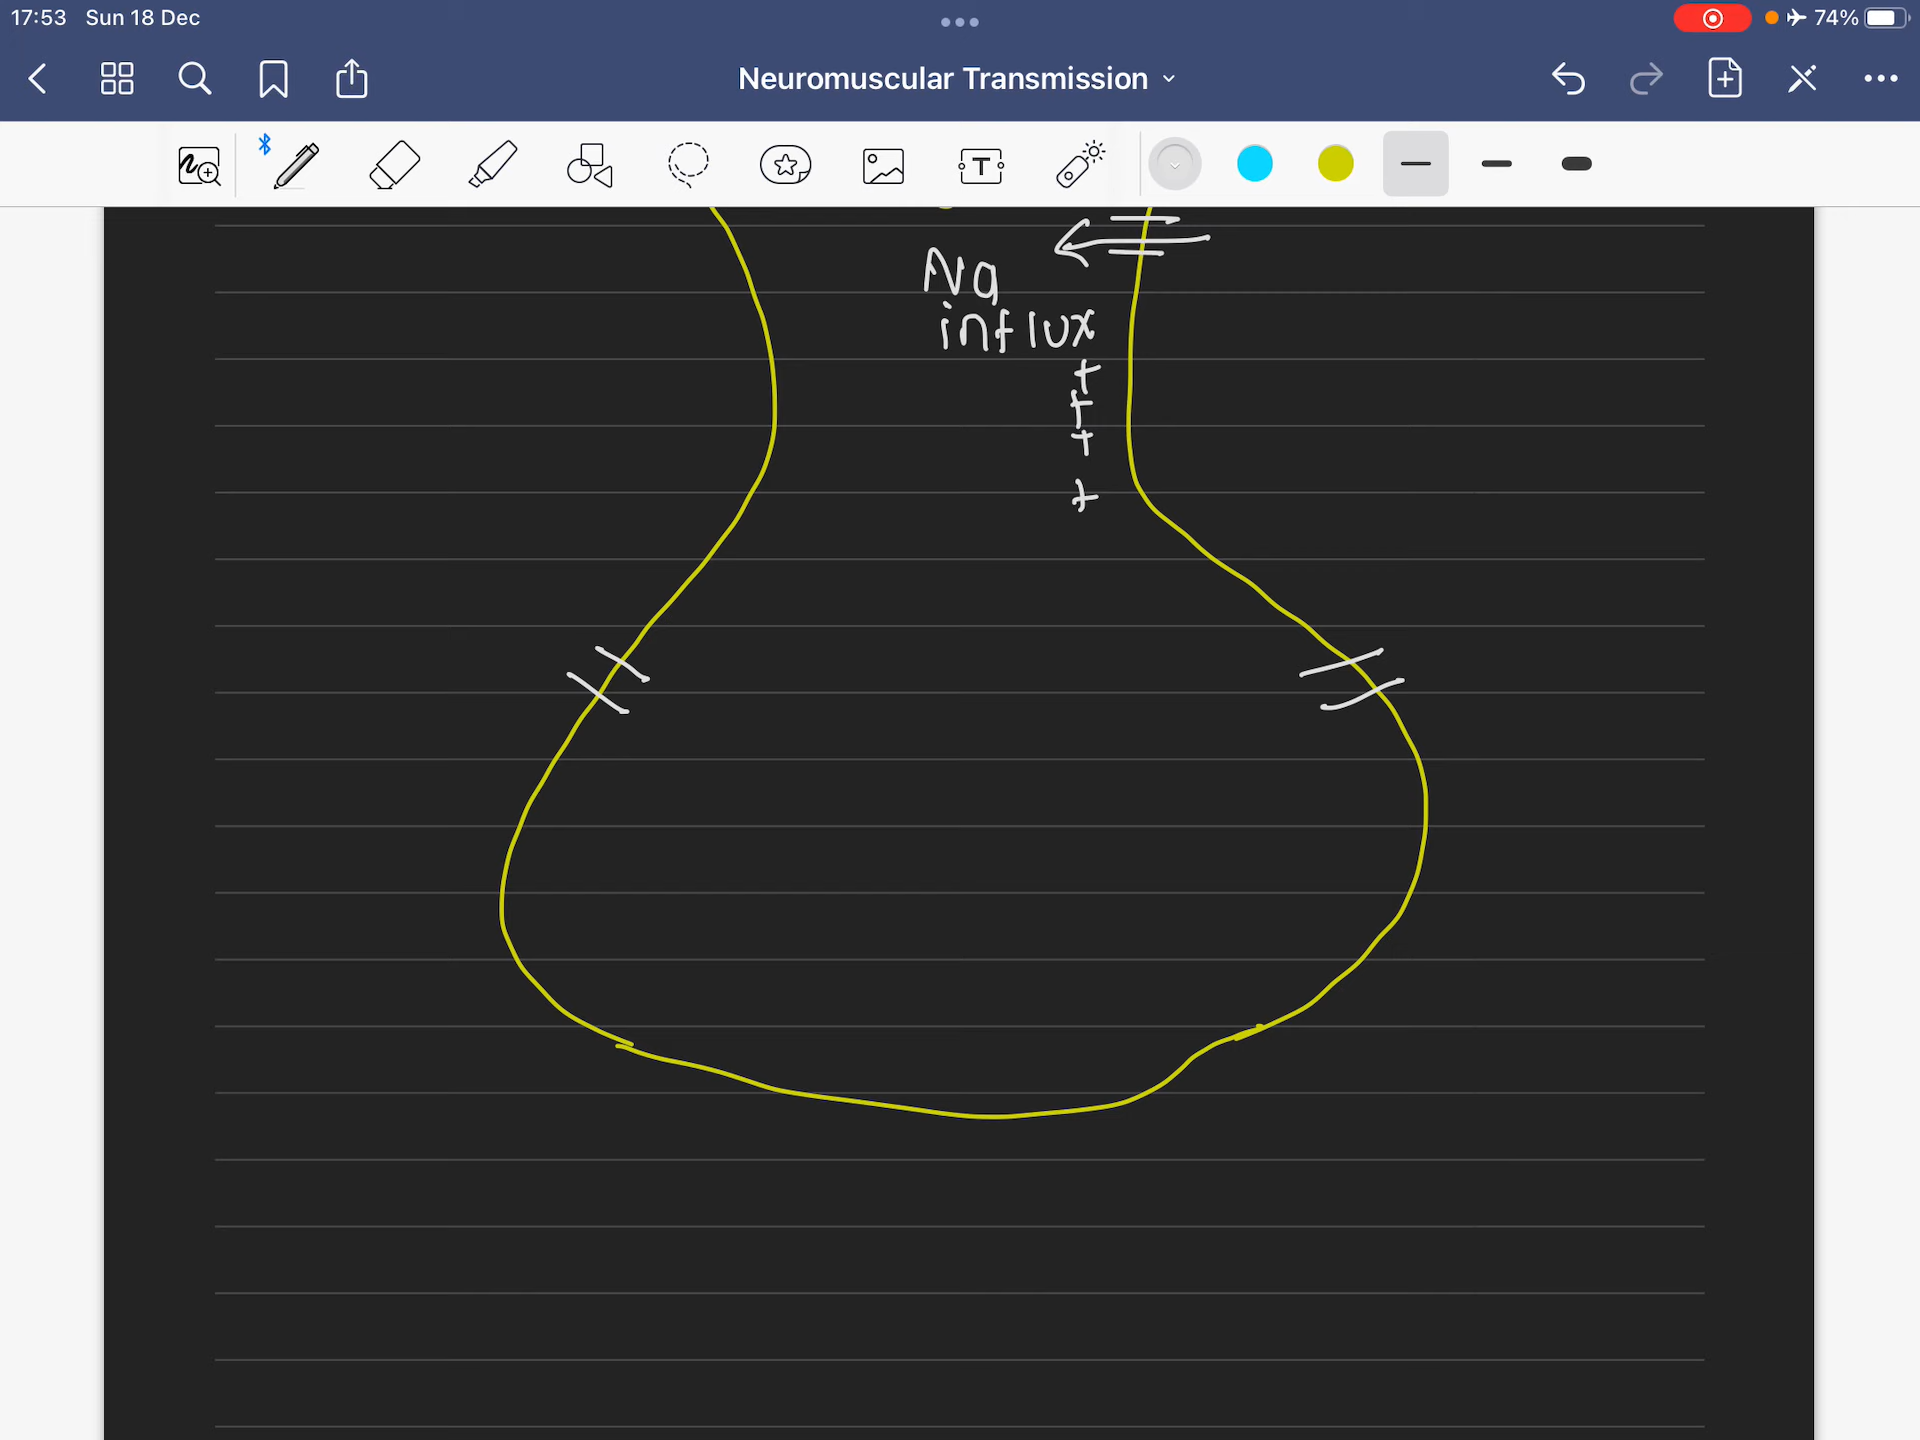 17:53 Sun 18 Dec
74%
Neuromuscular Transmission
T
Na
influx
+
+
+
+